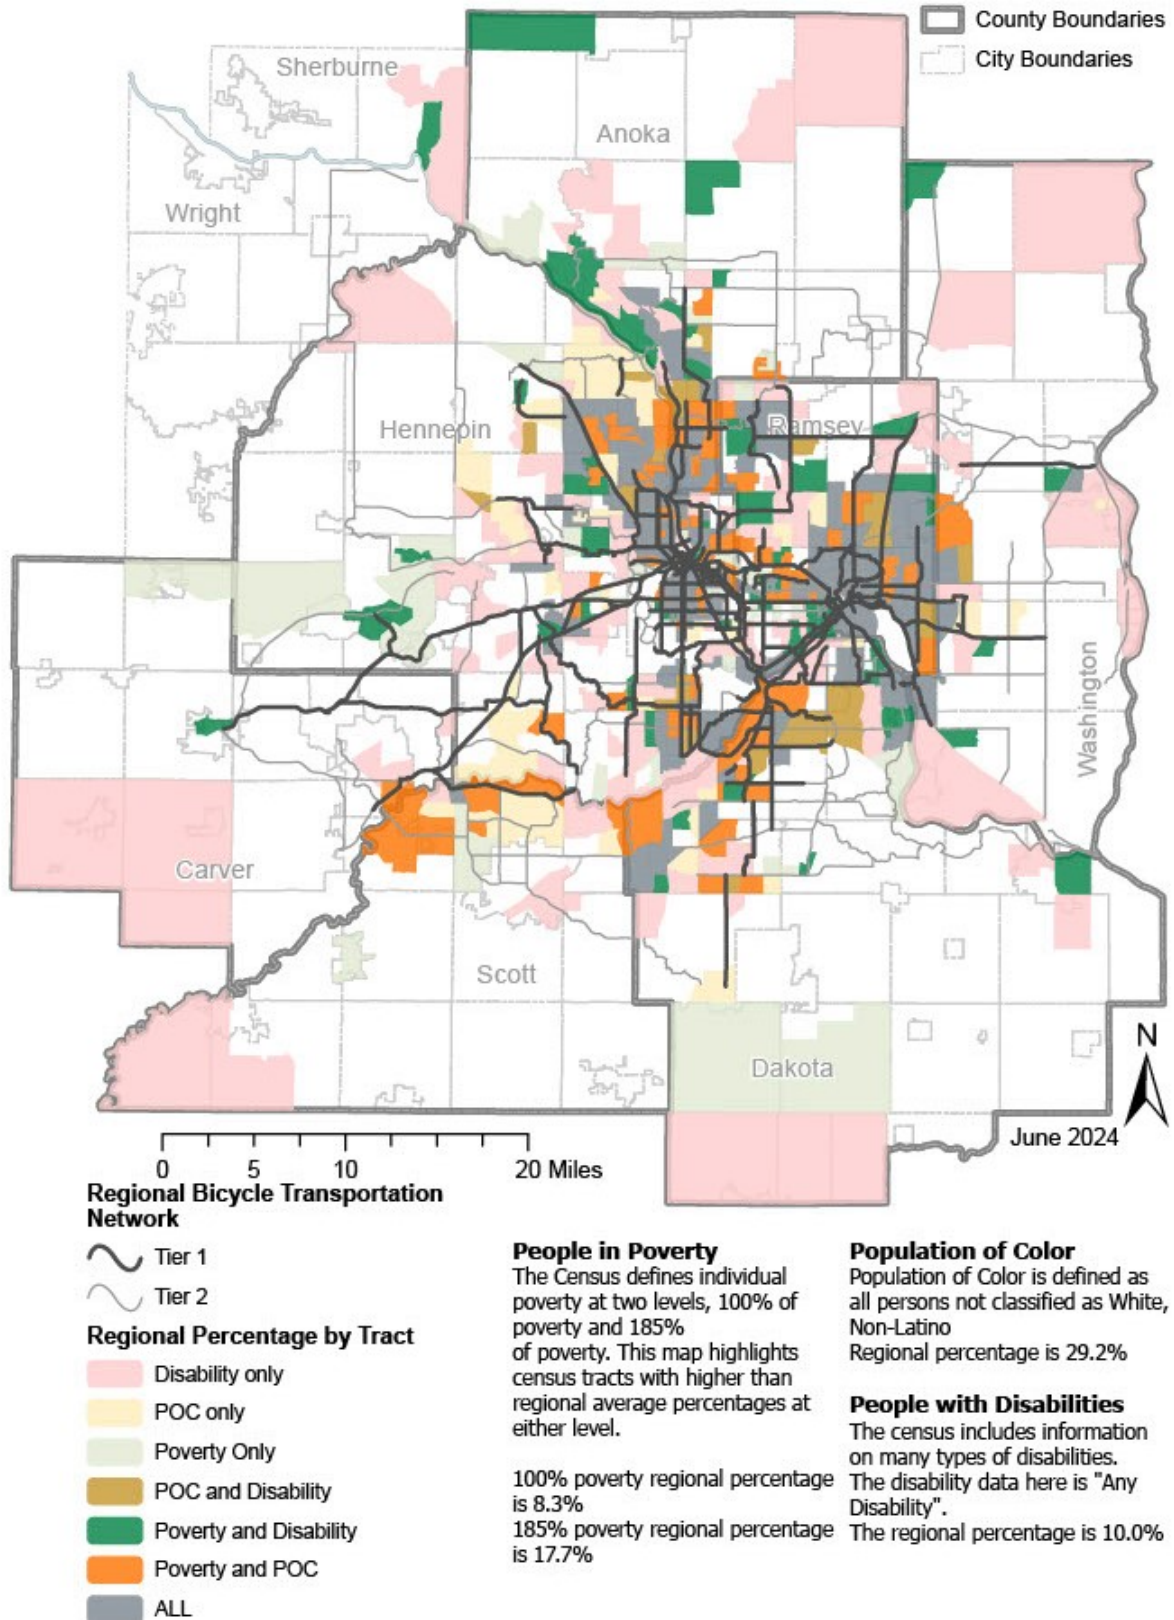 County Boundaries
City Boundaries
Sherburne
Anoka
Wright
Hennepin
Ramsey
Washington
Carver
Scott
Dakota
N
June 2024
0 5 10 20 Miles
Regional Bicycle Transportation
Network
Tier 1
Tier 2
Regional Percentage by Tract
Disability only
POC only
Poverty Only
POC and Disability
Poverty and Disability
Poverty and POC
ALL
People in Poverty
The Census defines individual
poverty at two levels, 100% of
poverty and 185%
of poverty. This map highlights
census tracts with higher than
regional average percentages at
either level.
100% poverty regional percentage
is 8.3%
185% poverty regional percentage
is 17.7%
Population of Color
Population of Color is defined as
all persons not classified as White,
Non-Latino
Regional percentage is 29.2%
People with Disabilities
The census includes information
on many types of disabilities.
The disability data here is "Any
Disability".
The regional percentage is 10.0%